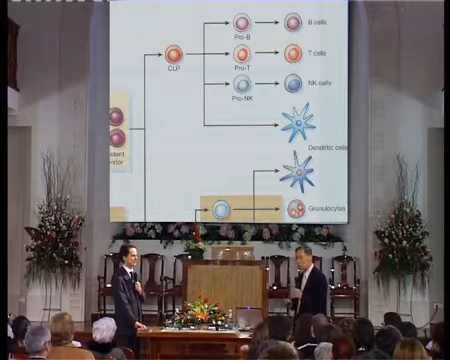 B cells
Pro-B
T cells
CLP
Pro-T
NK cells
Pro-NK
Dendritic cells
Granulocytes